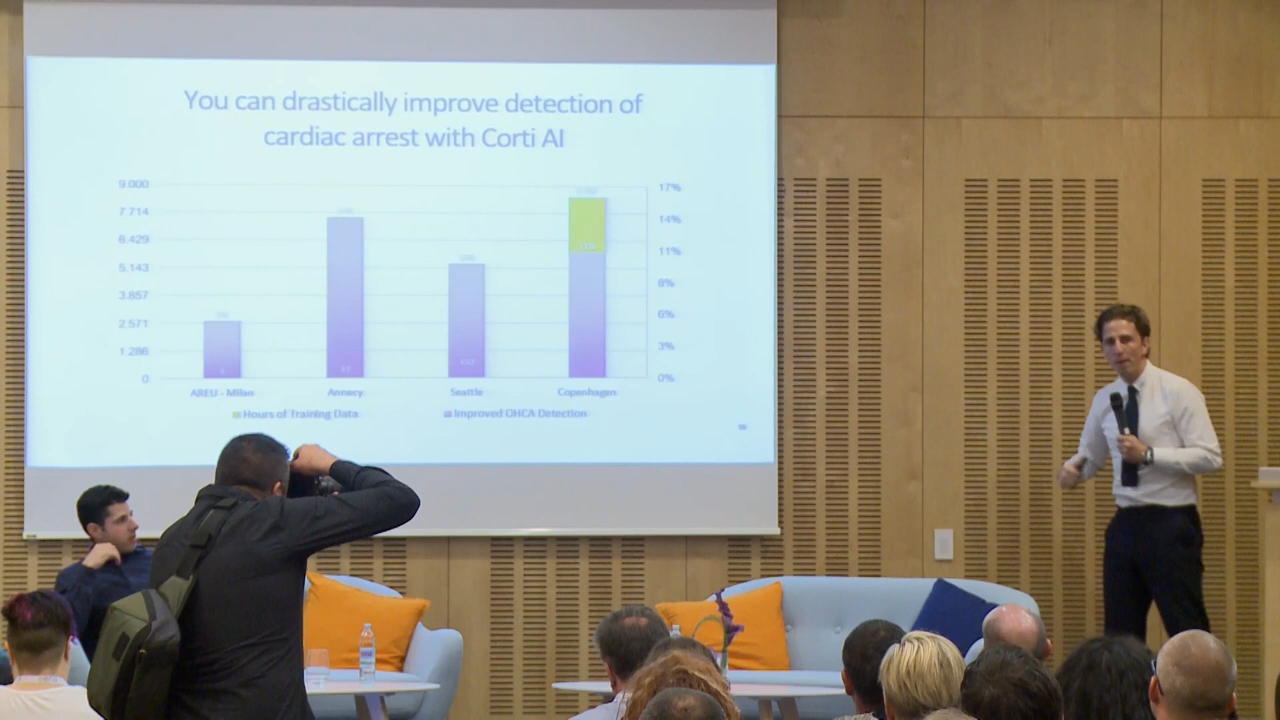 You can drastically improve detection of
cardiac arrest with Corti AI
9.000
7.714
6.429
5.143
3.857
2.571
1.286
0
17%
14%
11%
8%
6%
3%
0%
AREU - Milan
Annecy
Seattle
Copenhagen
Hours of Training Data
Improved OHCA Detection